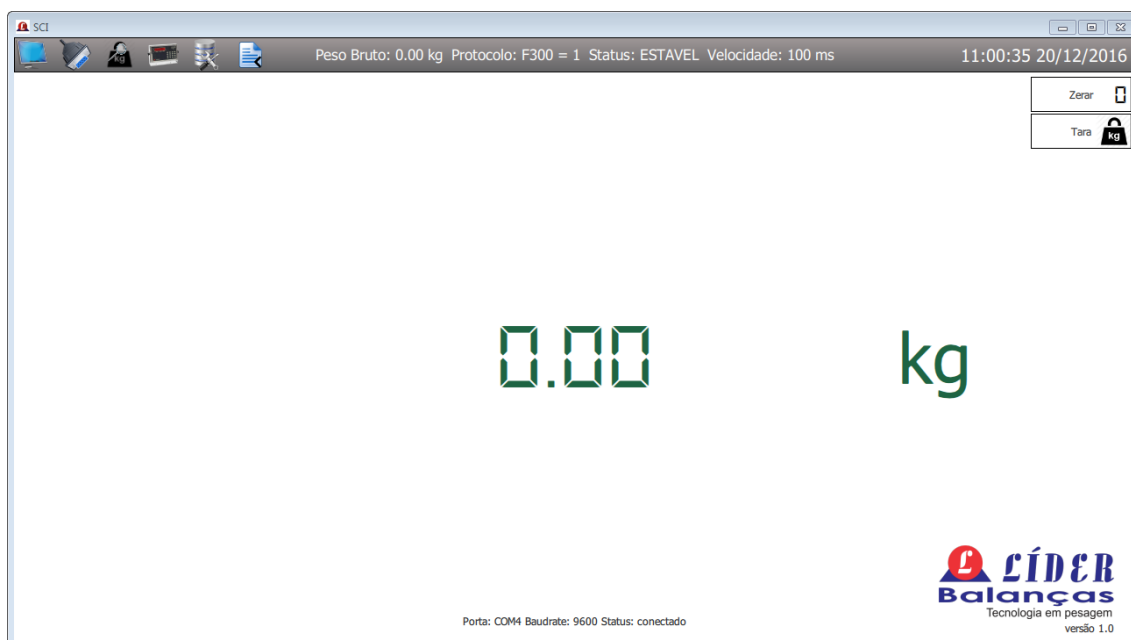 SCI
Peso Bruto: 0.00 kg Protocolo: F300 = 1 Status: ESTAVEL Velocidade: 100 ms
11:00:35 20/12/2016
Zerar 0
Tara kg
kg
0.00 kg
L LÍDER
Balanças
Tecnologia em pesagem
versão 1.0
Porta: COM4 Baudrate: 9600 Status: conectado